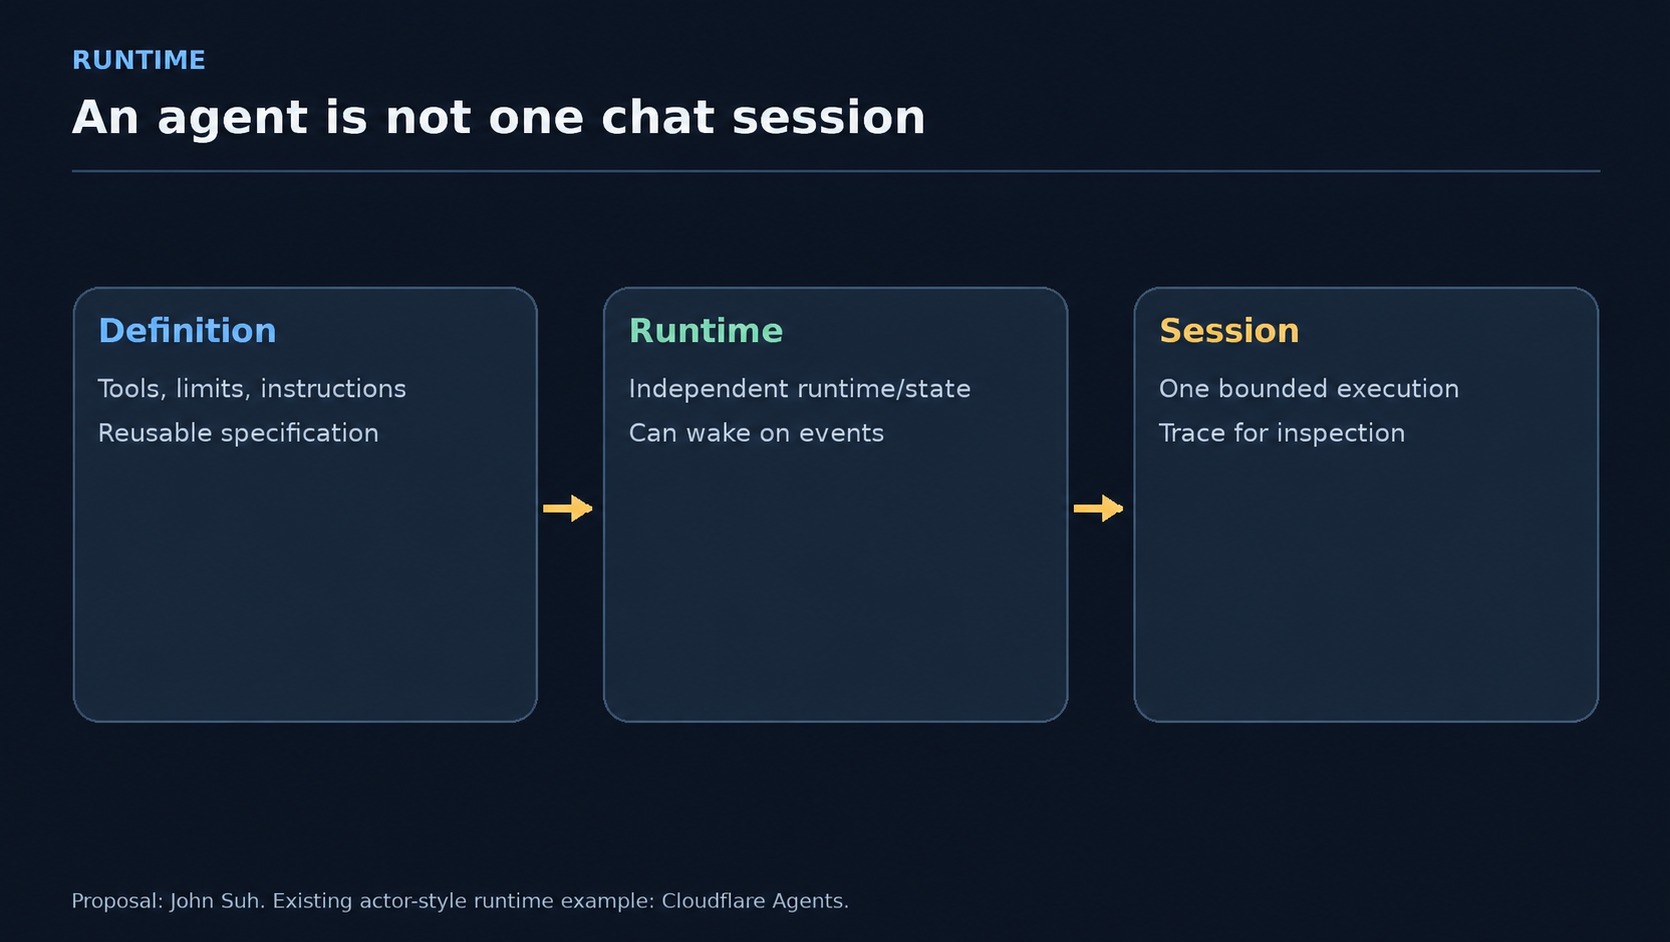 RUNTIME
An agent is not one chat session
Definition
Tools, limits, instructions
Reusable specification
Runtime
Independent runtime/state
Can wake on events
Session
One bounded execution
Trace for inspection
Proposal: John Suh. Existing actor-style runtime example: Cloudflare Agents.